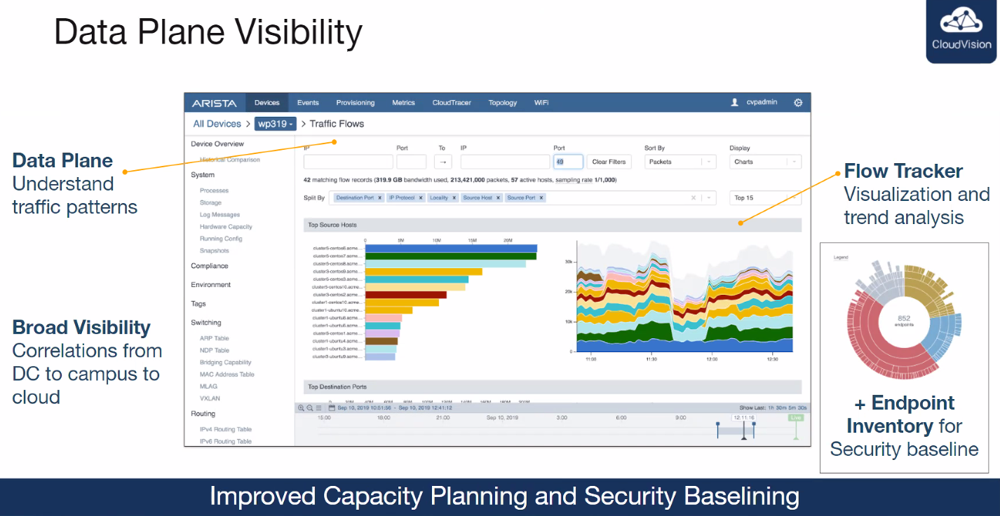 Data Plane Visibility
CloudVision
ARISTA Devices Events Provisioning Metrics CloudTracer Topology WiFi cvpadmin
All Devices > wp319 > Traffic Flows
Data Plane
Understand
traffic patterns
Broad Visibility
Correlations from
DC to campus to
cloud
Device Overview
Historical Comparison
System
Processes
Storage
Log Messages
Hardware Capacity
Running Config
Snapshots
Compliance
Environment
Tags
Switching
ARP Table
NDP Table
Bridging Capability
MAC Address Table
MLAG
VXLAN
Routing
IPv4 Routing Table
IPv6 Routing Table
IP Port To IP Port Sort By Display
→ 49 Clear Filters Packets Charts
42 matching flow records (319.9 GB bandwidth used, 213,421,000 packets, 57 active hosts, sampling rate 1/1,000)
Split By Destination Port x IP Protocol x Locality x Source Host x Source Port x Top 15
Top Source Hosts
0 5M 10M 15M 20M
cluster5-centos6.acme...
cluster5-centos7.acme...
cluster5-centos8.acme...
cluster3-centos9.acme...
cluster5-centos3.acme...
cluster5-centos10.acme...
cluster3-centos2.acme...
cluster1-centos10.acme...
cluster1-ubuntu10.acme...
cluster1-ubuntu8.acme...
cluster1-ubuntu6.acme...
cluster1-ubuntu4.acme...
cluster1-ubuntu3.acme...
cluster3-ubuntu9.acme...
30k
20k
10k
0
11:00 11:30 12:00 12:30
Top Destination Ports
Sep 10, 2019 10:51:56 - Sep 10, 2019 12:41:12 Show Last: 1h 30m 5m 30s
15:00 18:00 21:00 Sep 10, 2019 3:00 6:00 9:00 12:11:16 Live
Flow Tracker
Visualization and
trend analysis
Legend
852
endpoints
+ Endpoint
Inventory for
Security baseline
Improved Capacity Planning and Security Baselining